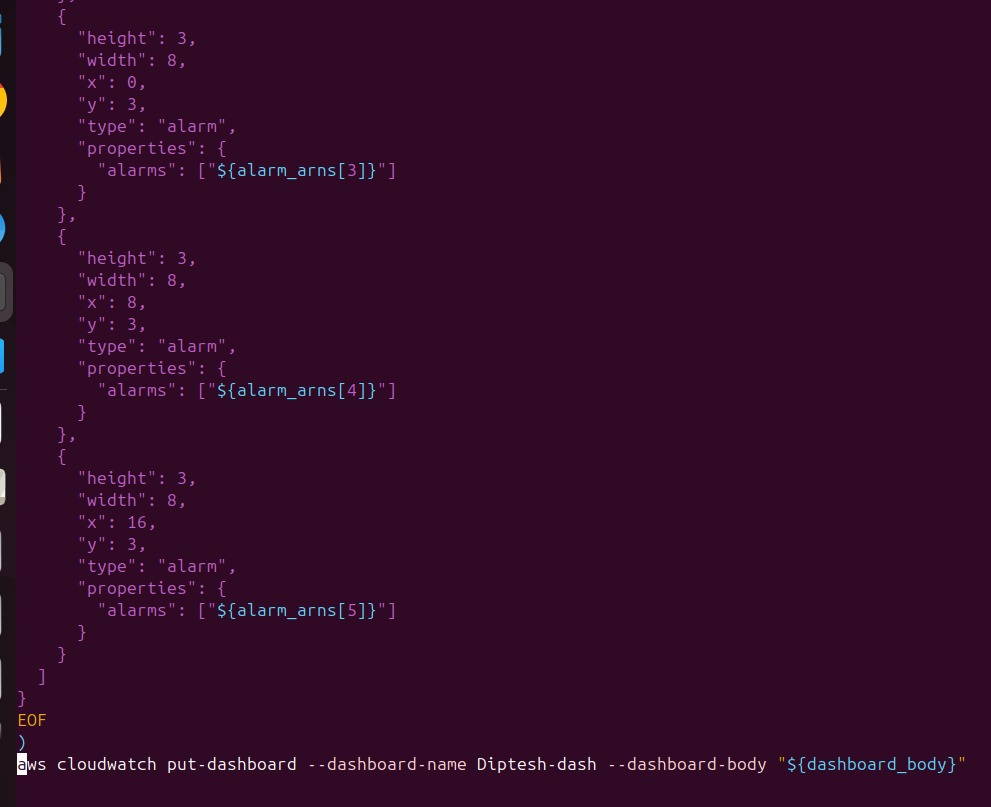 {
"height": 3,
"width": 8,
"x": 0,
"y": 3,
"type": "alarm",
"properties": {
"alarms": ["${alarm_arns[3]}"]
}
},
{
"height": 3,
"width": 8,
"x": 8,
"y": 3,
"type": "alarm",
"properties": {
"alarms": ["${alarm_arns[4]}"]
}
},
{
"height": 3,
"width": 8,
"x": 16,
"y": 3,
"type": "alarm",
"properties": {
"alarms": ["${alarm_arns[5]}"]
}
}
]
}
EOF
)
aws cloudwatch put-dashboard --dashboard-name Diptesh-dash --dashboard-body "${dashboard_body}"